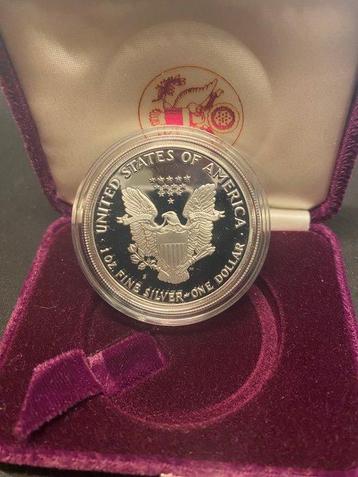 UNITED STATES OF AMERICA
S
1 OZ. FINE SILVER~ONE DOLLAR